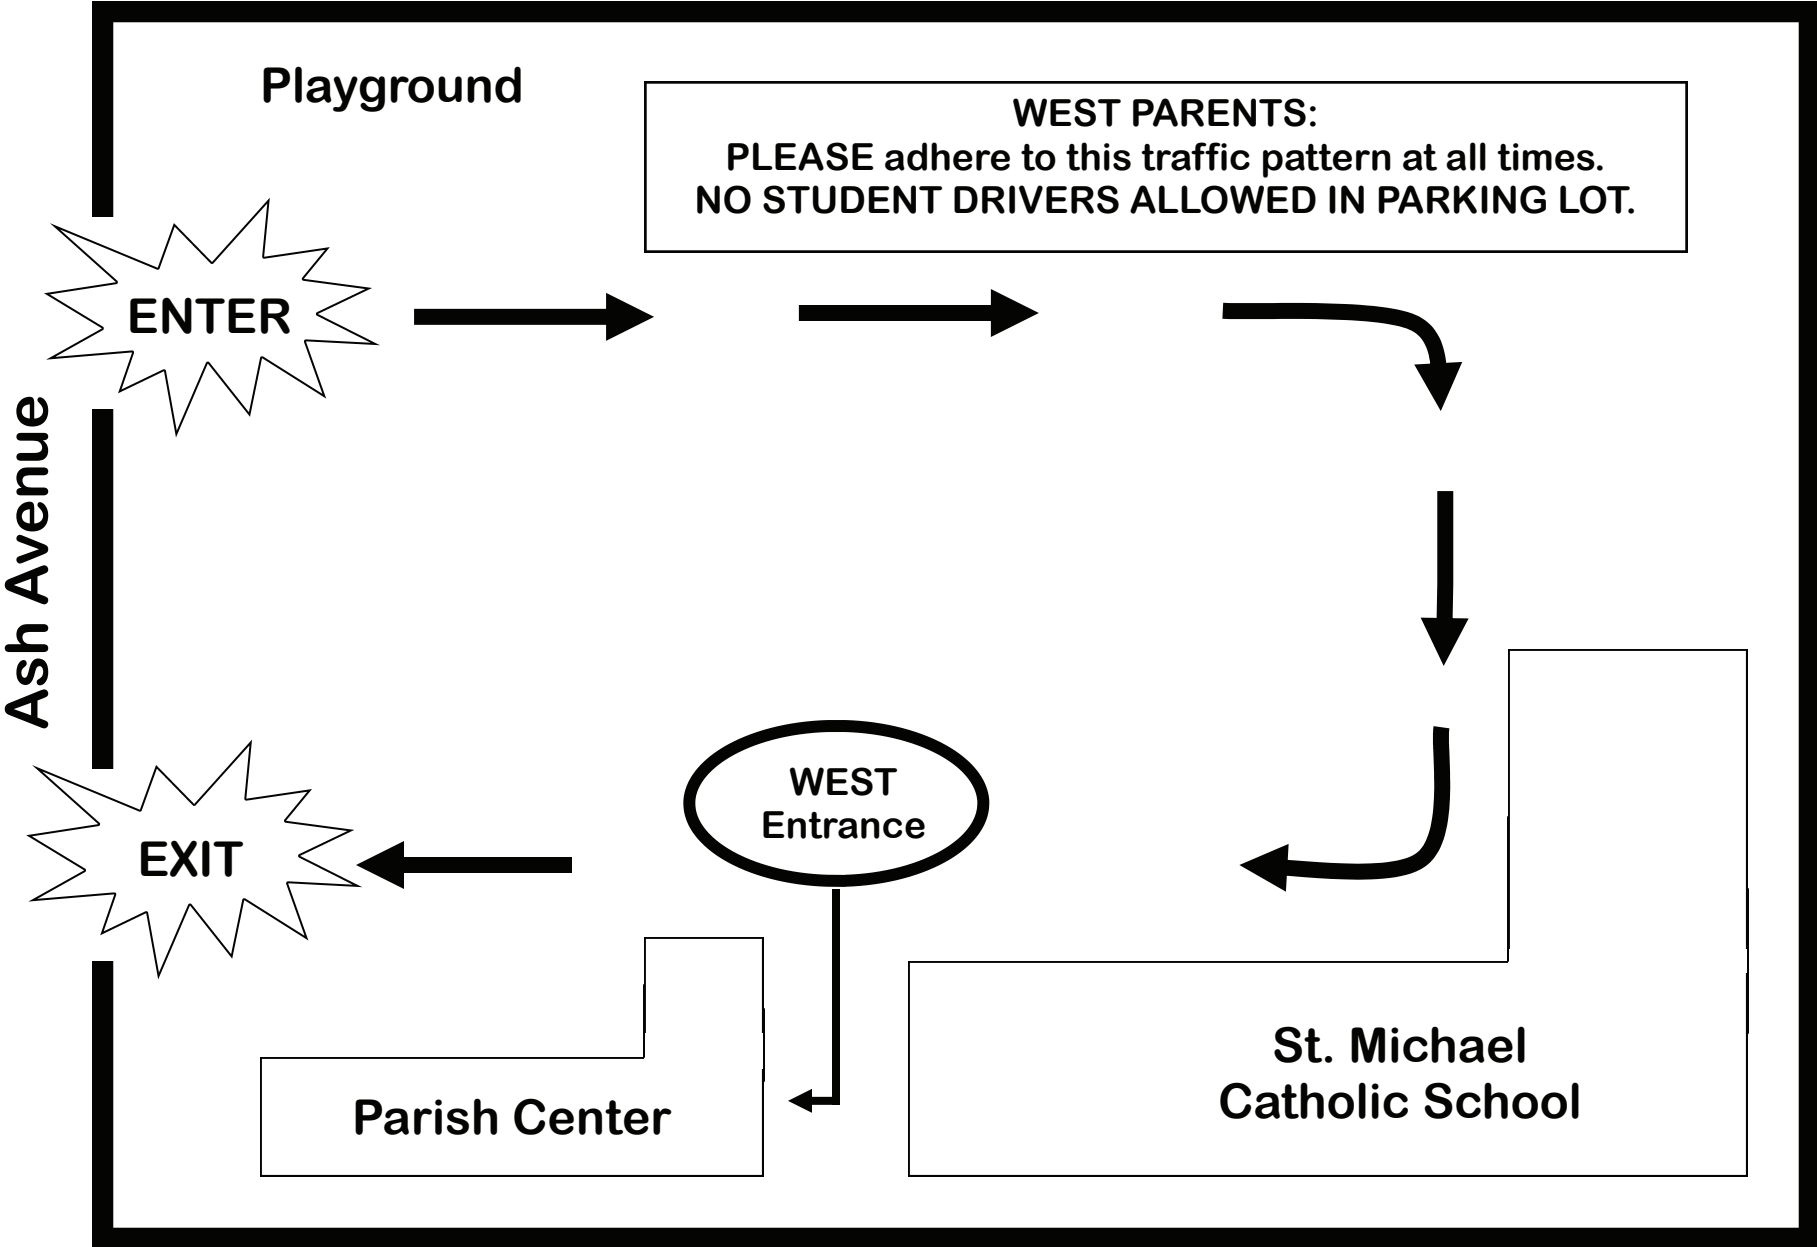 Playground
WEST PARENTS:
PLEASE adhere to this traffic pattern at all times.
NO STUDENT DRIVERS ALLOWED IN PARKING LOT.
ENTER
Ash Avenue
WEST
Entrance
EXIT
St. Michael
Catholic School
Parish Center